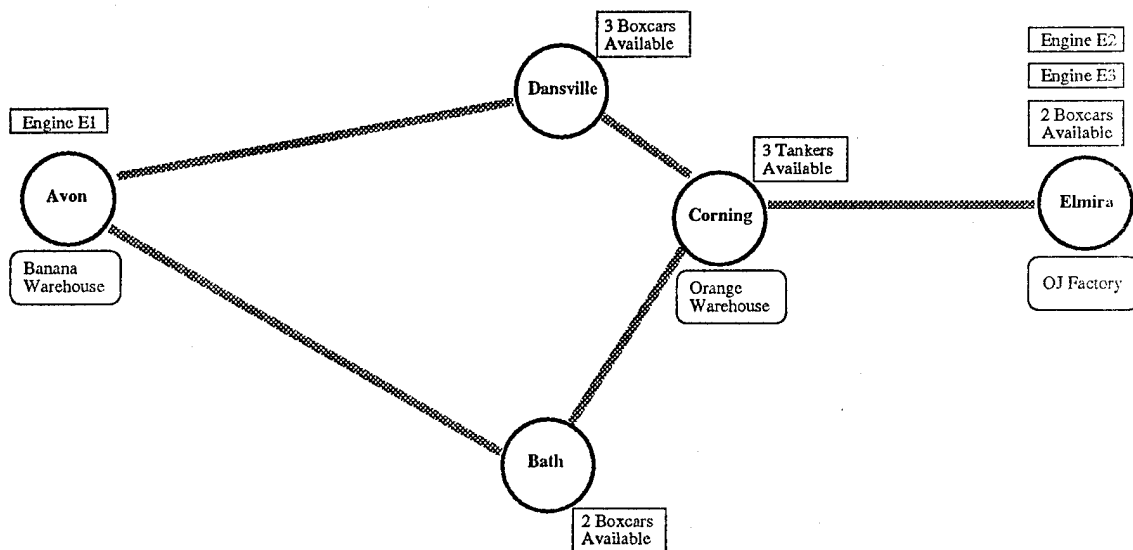 3 Boxcars
Available
Dansville
Engine E2
Engine E3
2 Boxcars
Available
Elmira
OJ Factory
Engine E1
Avon
Banana
Warehouse
3 Tankers
Available
Corning
Orange
Warehouse
Bath
2 Boxcars
Available